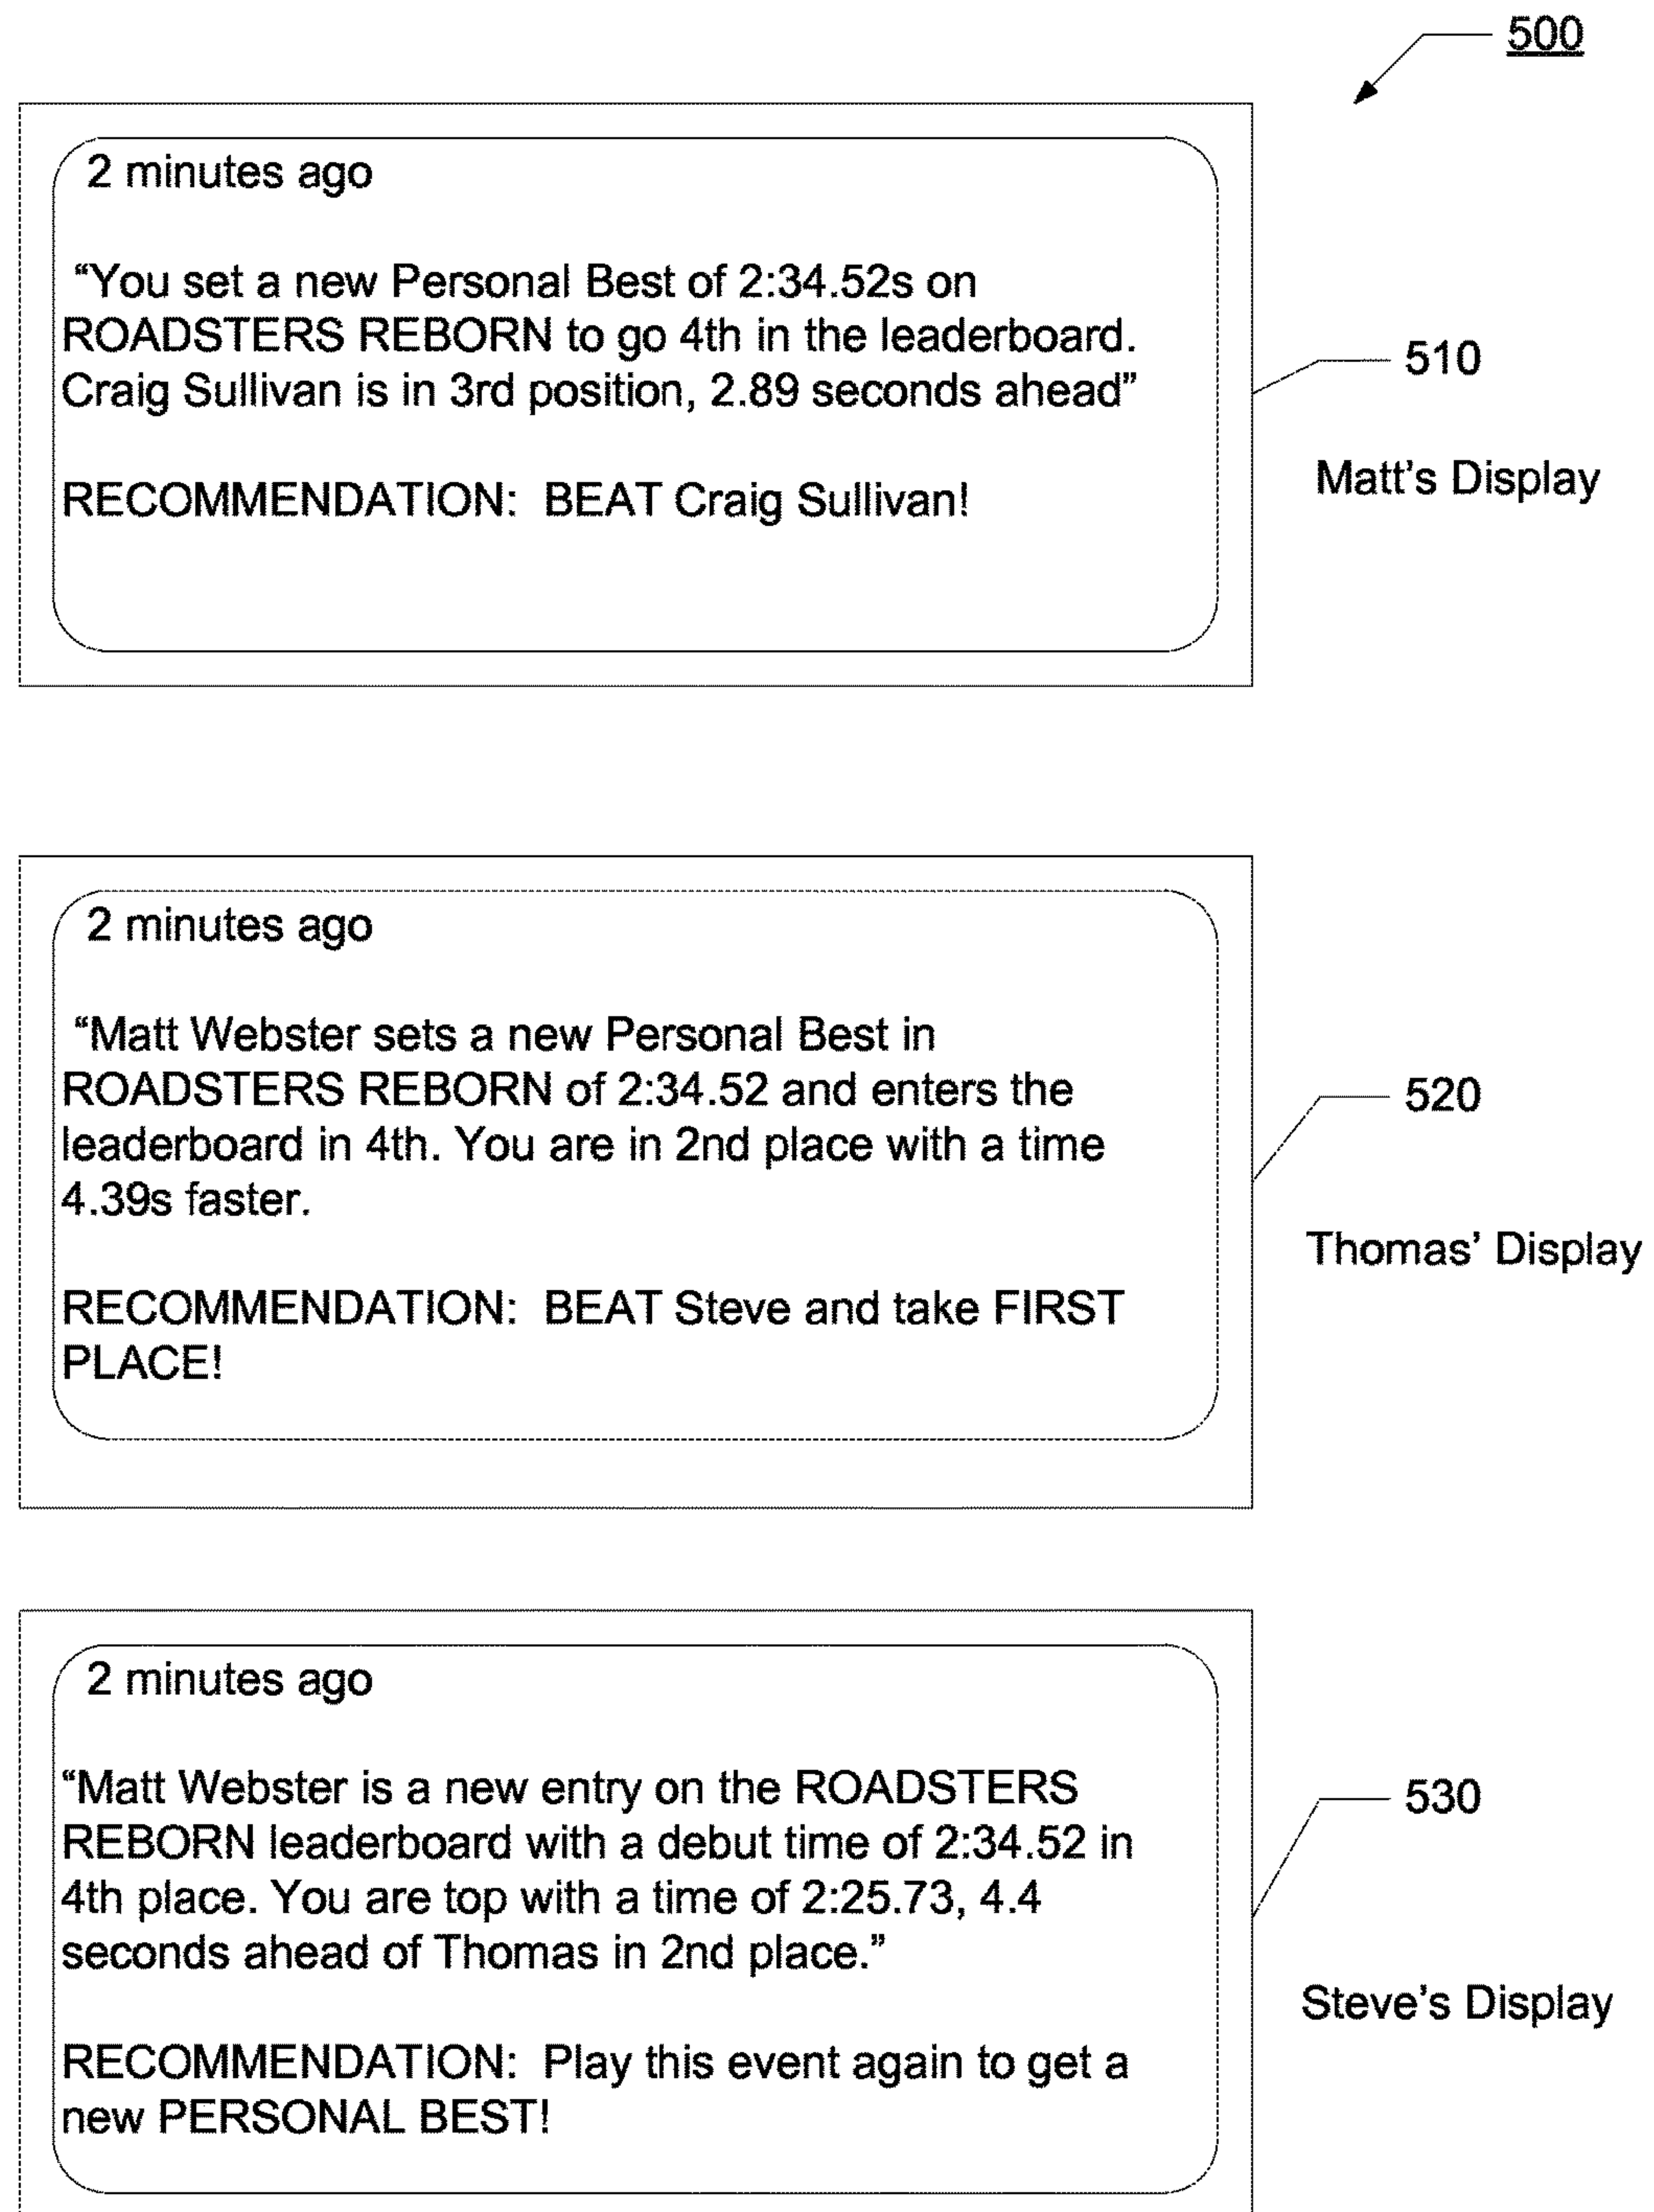 500
2 minutes ago
“You set a new Personal Best of 2:34.52s on
ROADSTERS REBORN to go 4th in the leaderboard.
Craig Sullivan is in 3rd position, 2.89 seconds ahead”
RECOMMENDATION:  BEAT Craig Sullivan!
510
Matt’s Display
2 minutes ago
“Matt Webster sets a new Personal Best in
ROADSTERS REBORN of 2:34.52 and enters the
leaderboard in 4th. You are in 2nd place with a time
4.39s faster.
RECOMMENDATION:  BEAT Steve and take FIRST
PLACE!
520
Thomas’ Display
2 minutes ago
“Matt Webster is a new entry on the ROADSTERS
REBORN leaderboard with a debut time of 2:34.52 in
4th place. You are top with a time of 2:25.73, 4.4
seconds ahead of Thomas in 2nd place.”
RECOMMENDATION:  Play this event again to get a
new PERSONAL BEST!
530
Steve’s Display